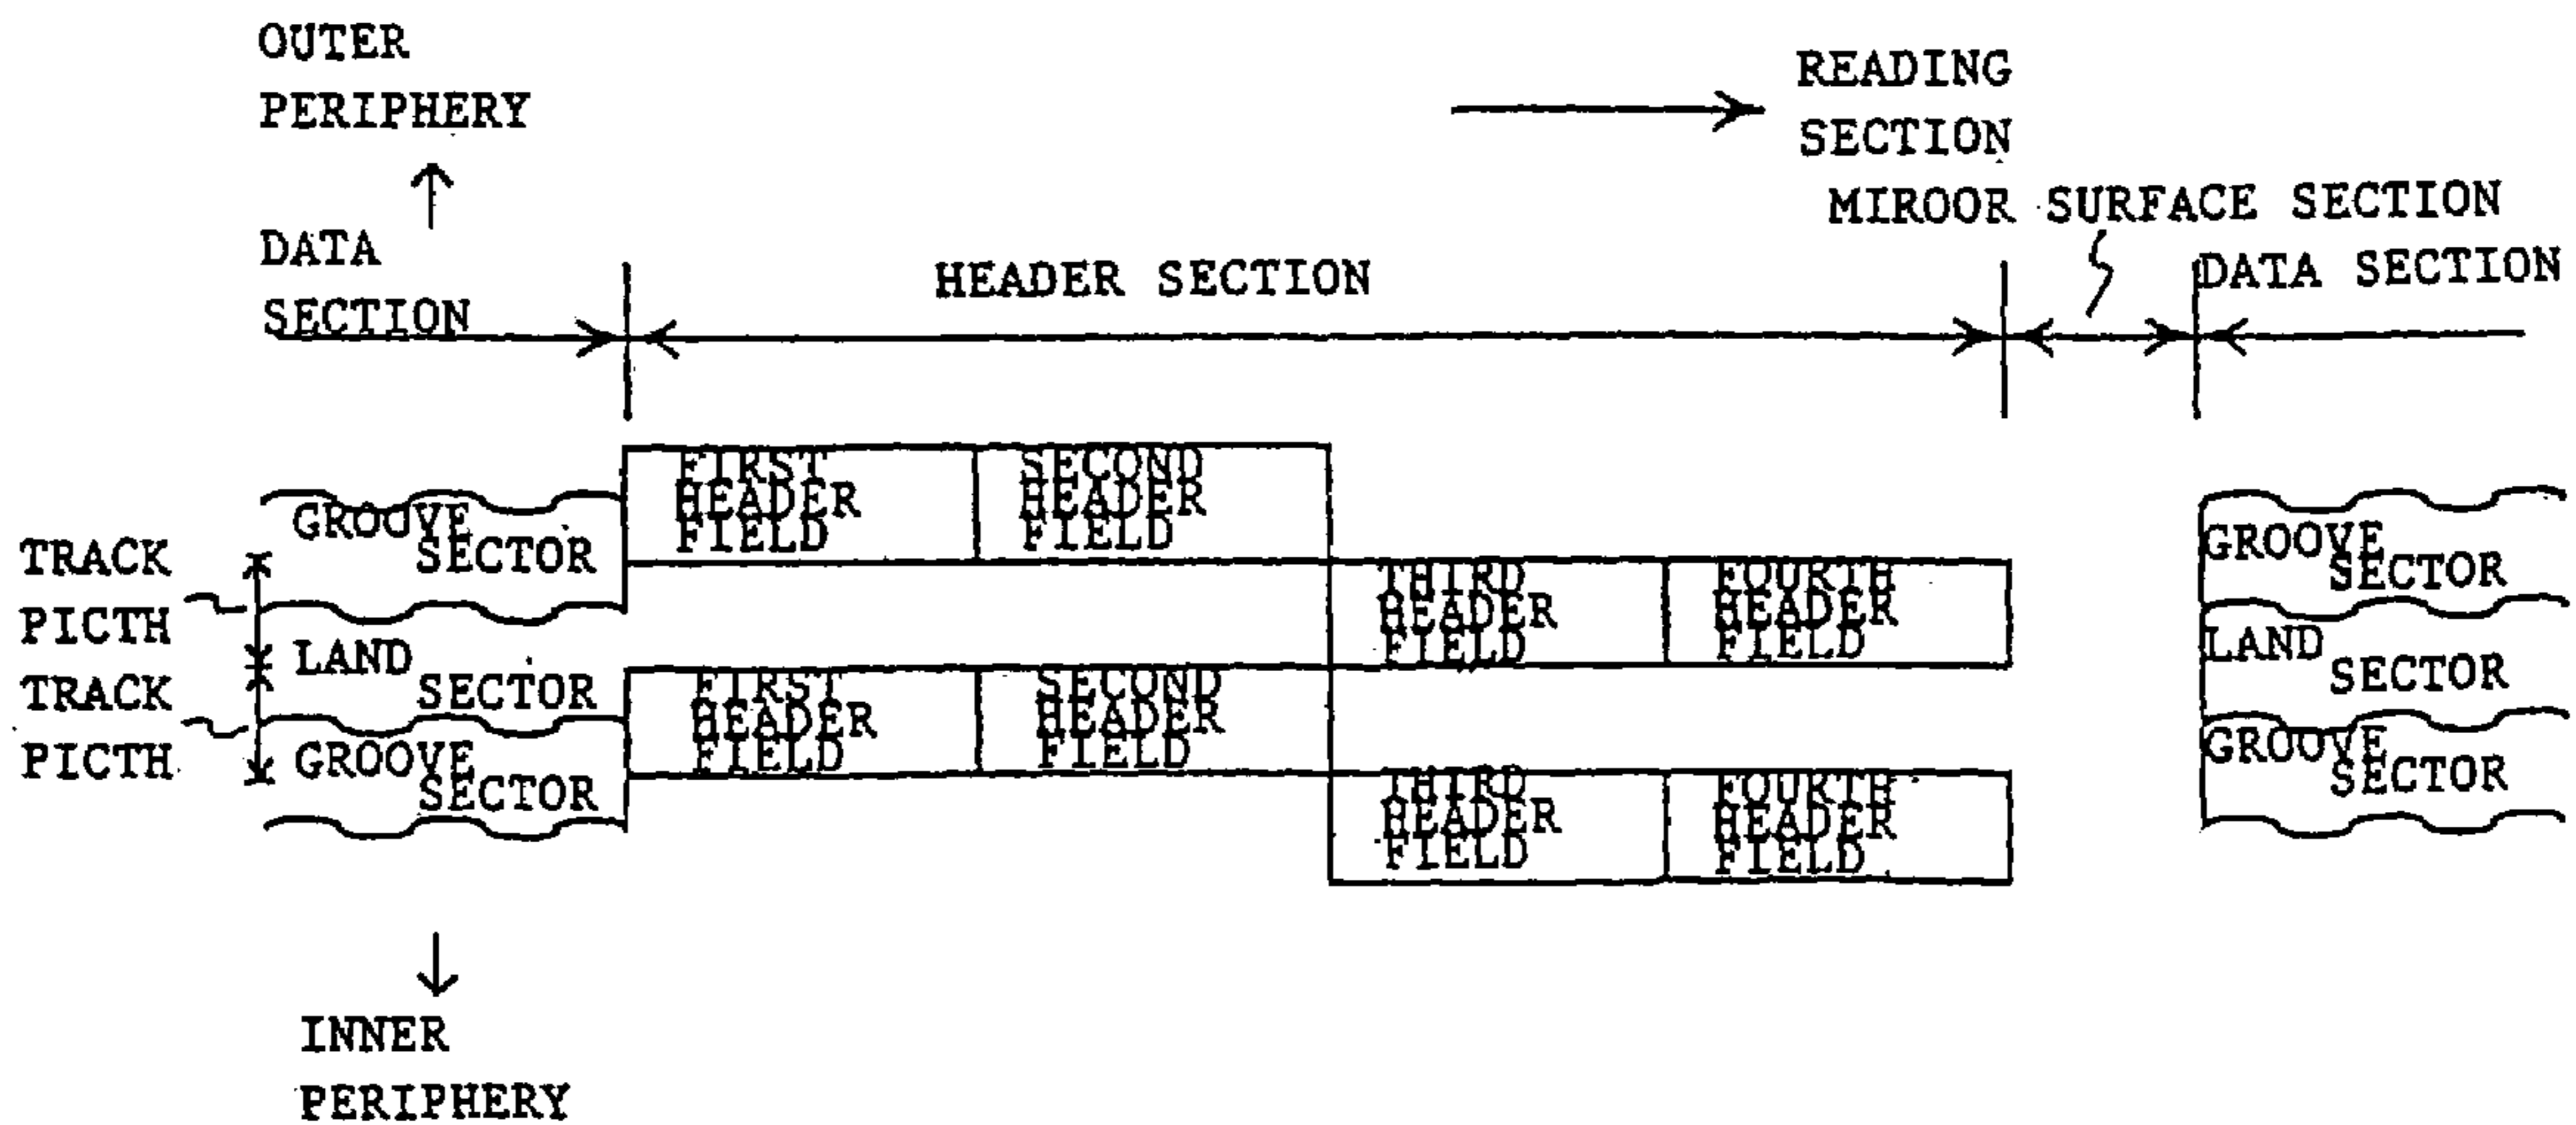 OUTER
PERIPHERY
READING
SECTION
MIROOR SURFACE SECTION
DATA
SECTION
HEADER SECTION
DATA SECTION
FIRST
HEADER
FIELD
SECOND
HEADER
FIELD
GROOVE
SECTOR
TRACK
PICTH
LAND
SECTOR
TRACK
PICTH
GROOVE
SECTOR
THIRD
HEADER
FIELD
FOURTH
HEADER
FIELD
FIRST
HEADER
FIELD
SECOND
HEADER
FIELD
THIRD
HEADER
FIELD
FOURTH
HEADER
FIELD
GROOVE
SECTOR
LAND
SECTOR
GROOVE
SECTOR
INNER
PERIPHERY